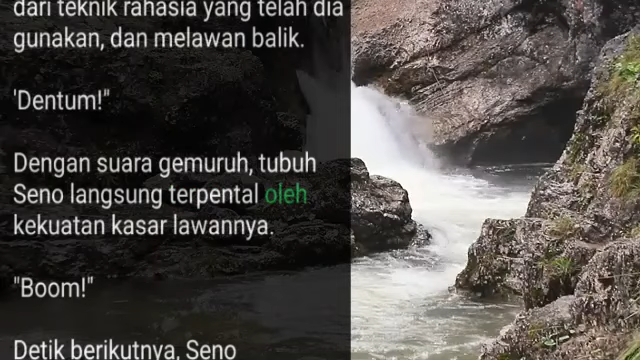 dari teknik rahasia yang telah dia
gunakan, dan melawan balik.
'Dentum!"
Dengan suara gemuruh, tubuh
Seno langsung terpental oleh
kekuatan kasar lawannya.
"Boom!"
Detik berikutnya, Seno